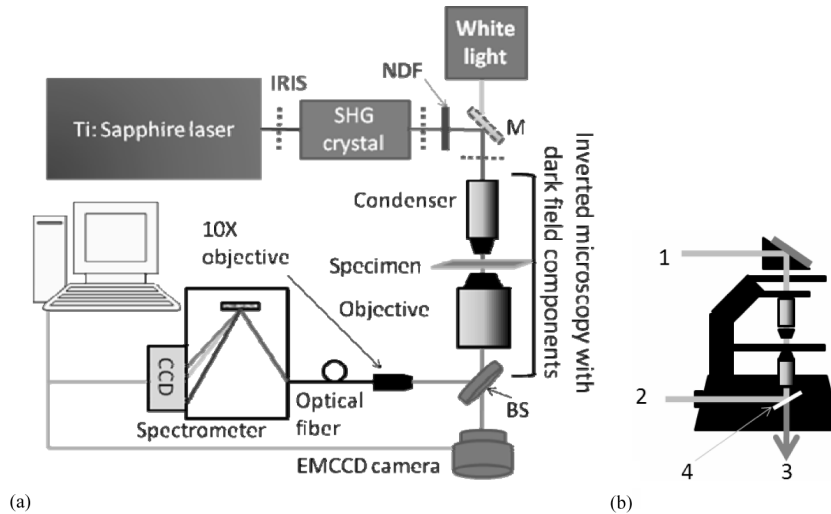 White
light
NDF
IRIS
Ti: Sapphire laser
SHG
crystal
M
Condenser
10X
objective
Specimen
Objective
Inverted microscopy with
dark field components
CCD
Optical
fiber
BS
Spectrometer
EMCCD camera
(a)
1
2
4
3
(b)